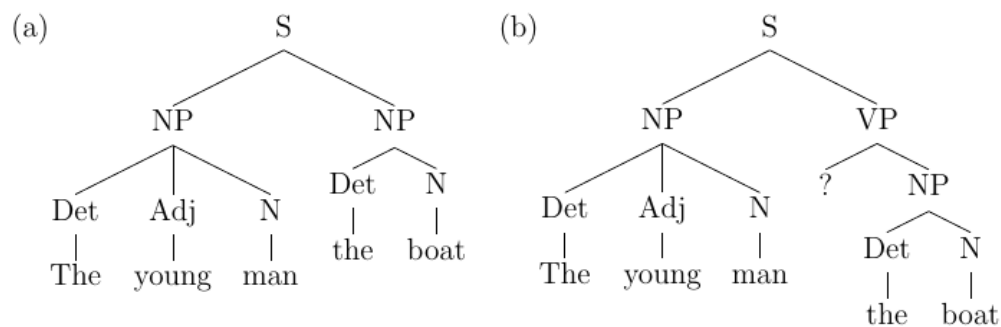 (a) S (b) S
NP NP NP VP
Det N ? NP
Det Adj N Det Adj N
the boat Det N
The young man The young man
the boat